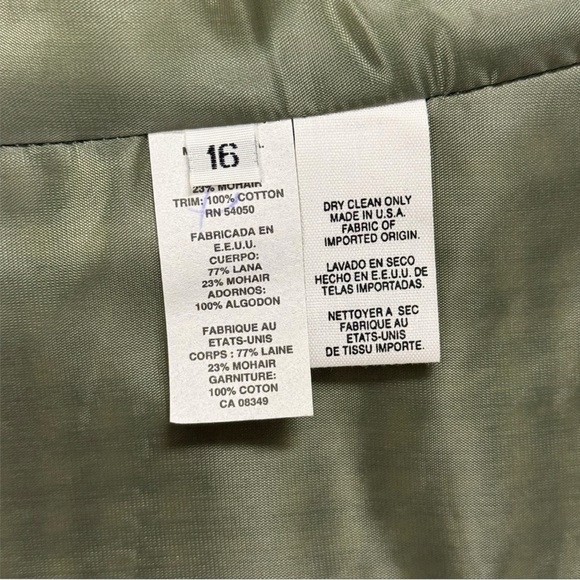 16
23% MOHAIR
TRIM: 100% COTTON
RN 54050
FABRICADA EN
E.E.U.U.
CUERPO:
77% LANA
23% MOHAIR
ADORNOS:
100% ALGODON
FABRIQUE AU
ETATS-UNIS
CORPS : 77% LAINE
23% MOHAIR
GARNITURE:
100% COTON
CA 08349
DRY CLEAN ONLY
MADE IN U.S.A.
FABRIC OF
IMPORTED ORIGIN.
LAVADO EN SECO
HECHO EN E.E.U.U. DE
TELAS IMPORTADAS.
NETTOYER A SEC
FABRIQUE AU
ETATS-UNIS
DE TISSU IMPORTE.